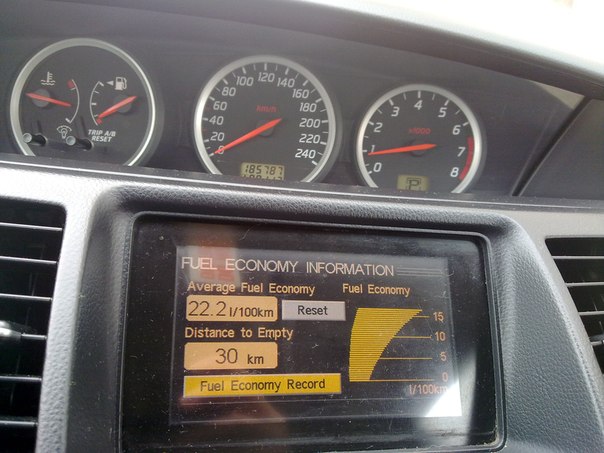 TRIP A/B
RESET
0
20
40
60
80
100
120
140
160
180
200
220
240
km/h
185787
0
1
2
3
4
5
6
7
8
x1000
P
FUEL ECONOMY INFORMATION
Average Fuel Economy
Fuel Economy
22.2 l/100km
Reset
15
Distance to Empty
10
30 km
5
Fuel Economy Record
0
l/100km